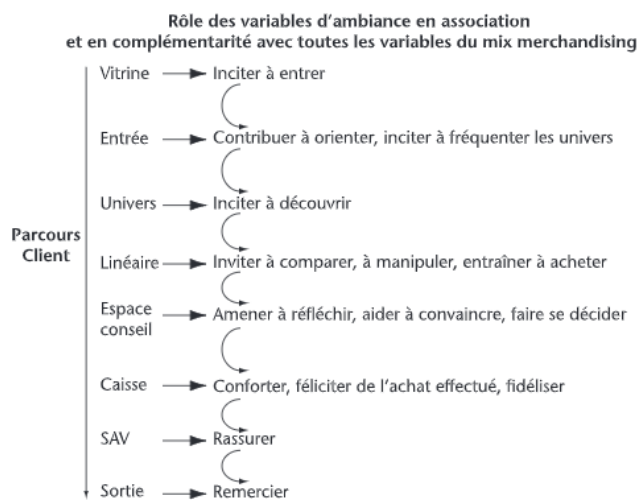 Rôle des variables d'ambiance en association
et en complémentarité avec toutes les variables du mix merchandising
Vitrine Inciter à entrer
Entrée Contribuer à orienter, inciter à fréquenter les univers
Univers Inciter à découvrir
Parcours
Client
Linéaire Inviter à comparer, à manipuler, entraîner à acheter
Espace
conseil
Amener à réfléchir, aider à convaincre, faire se décider
Caisse Conforter, féliciter de l'achat effectué, fidéliser
SAV Rassurer
Sortie Remercier